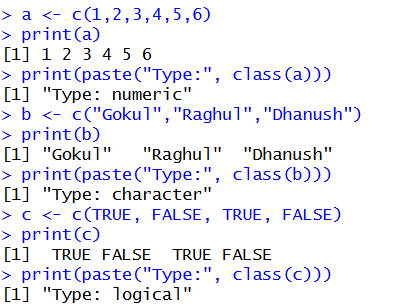 > a <- c(1,2,3,4,5,6)
> print(a)
[1] 1 2 3 4 5 6
> print(paste("Type:", class(a)))
[1] "Type: numeric"
> b <- c("Gokul","Raghul","Dhanush")
> print(b)
[1] "Gokul"   "Raghul"  "Dhanush"
> print(paste("Type:", class(b)))
[1] "Type: character"
> c <- c(TRUE, FALSE, TRUE, FALSE)
> print(c)
[1]  TRUE FALSE  TRUE FALSE
> print(paste("Type:", class(c)))
[1] "Type: logical"